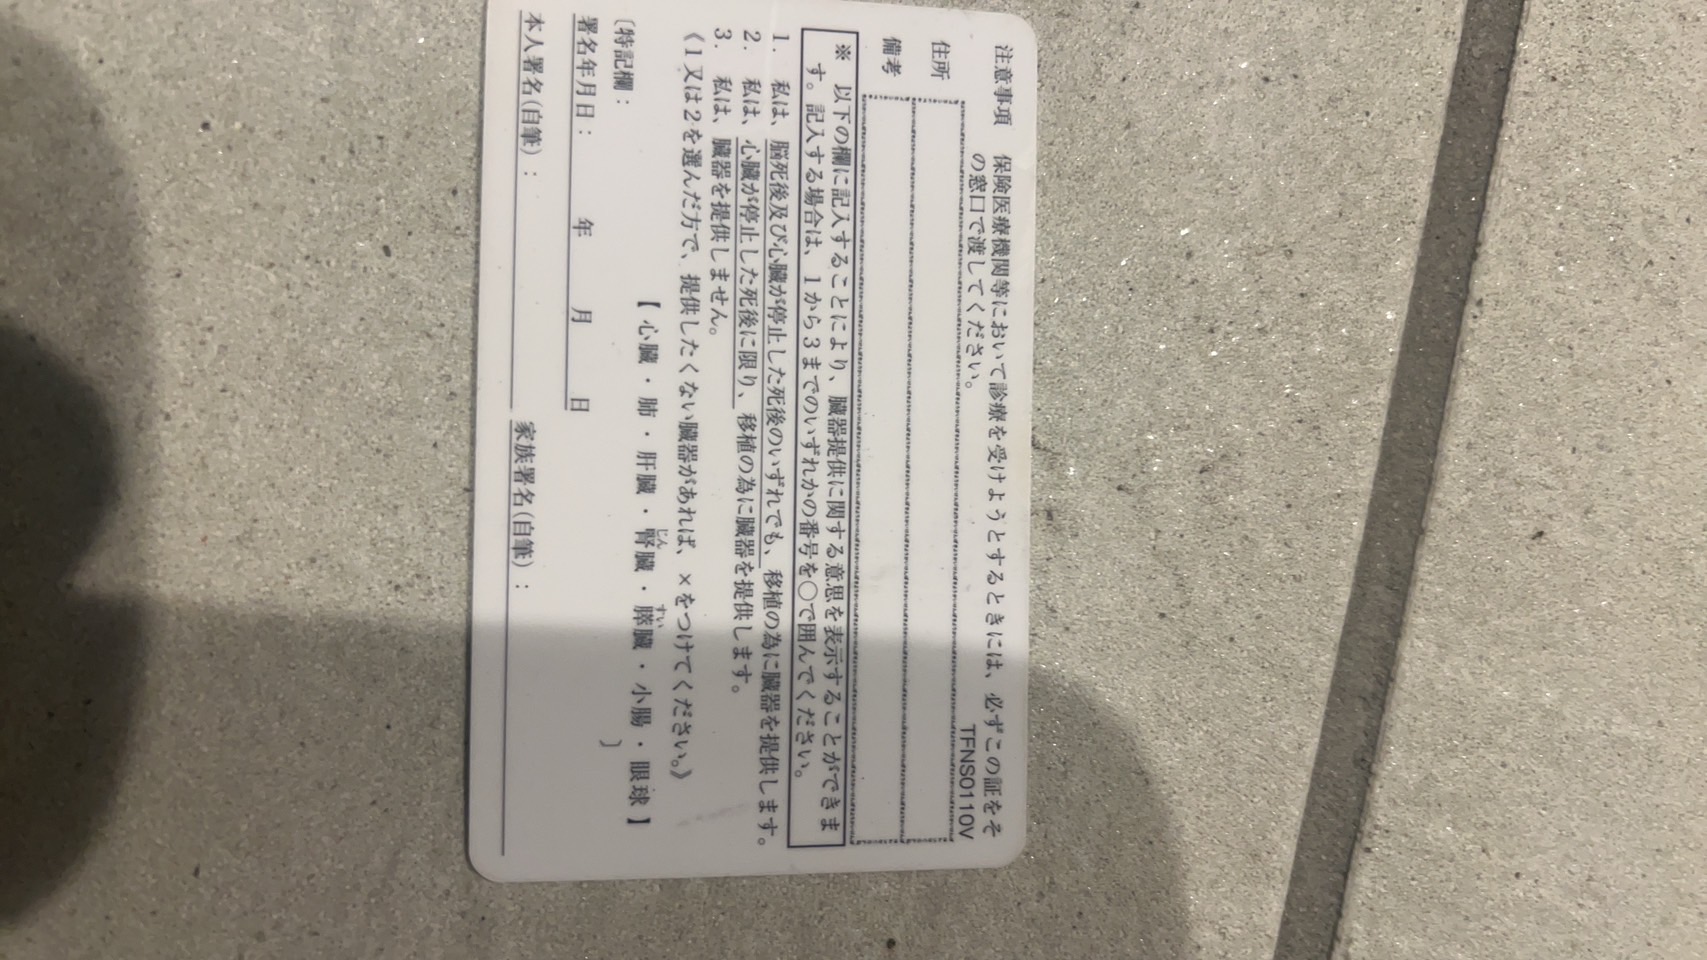 注意事項 保険医療機関等において診療を受けようとするときには、必ずこの証をそ
の窓口で渡してください。
TFNS0110V
住所
備考
※ 以下の欄に記入することにより、臓器提供に関する意思を表示することができま
す。記入する場合は、1から3までのいずれかの番号を○で囲んでください。
1. 私は、脳死後及び心臓が停止した死後のいずれでも、移植の為に臓器を提供します。
2. 私は、心臓が停止した死後に限り、移植の為に臓器を提供します。
3. 私は、臓器を提供しません。
《1又は2を選んだ方で、提供したくない臓器があれば、×をつけてください。》
【 心臓・肺・肝臓・腎臓・膵臓・小腸・眼球 】
じん すい
〔特記欄： 〕
署名年月日： 年 月 日
本人署名(自筆)： 家族署名(自筆)：